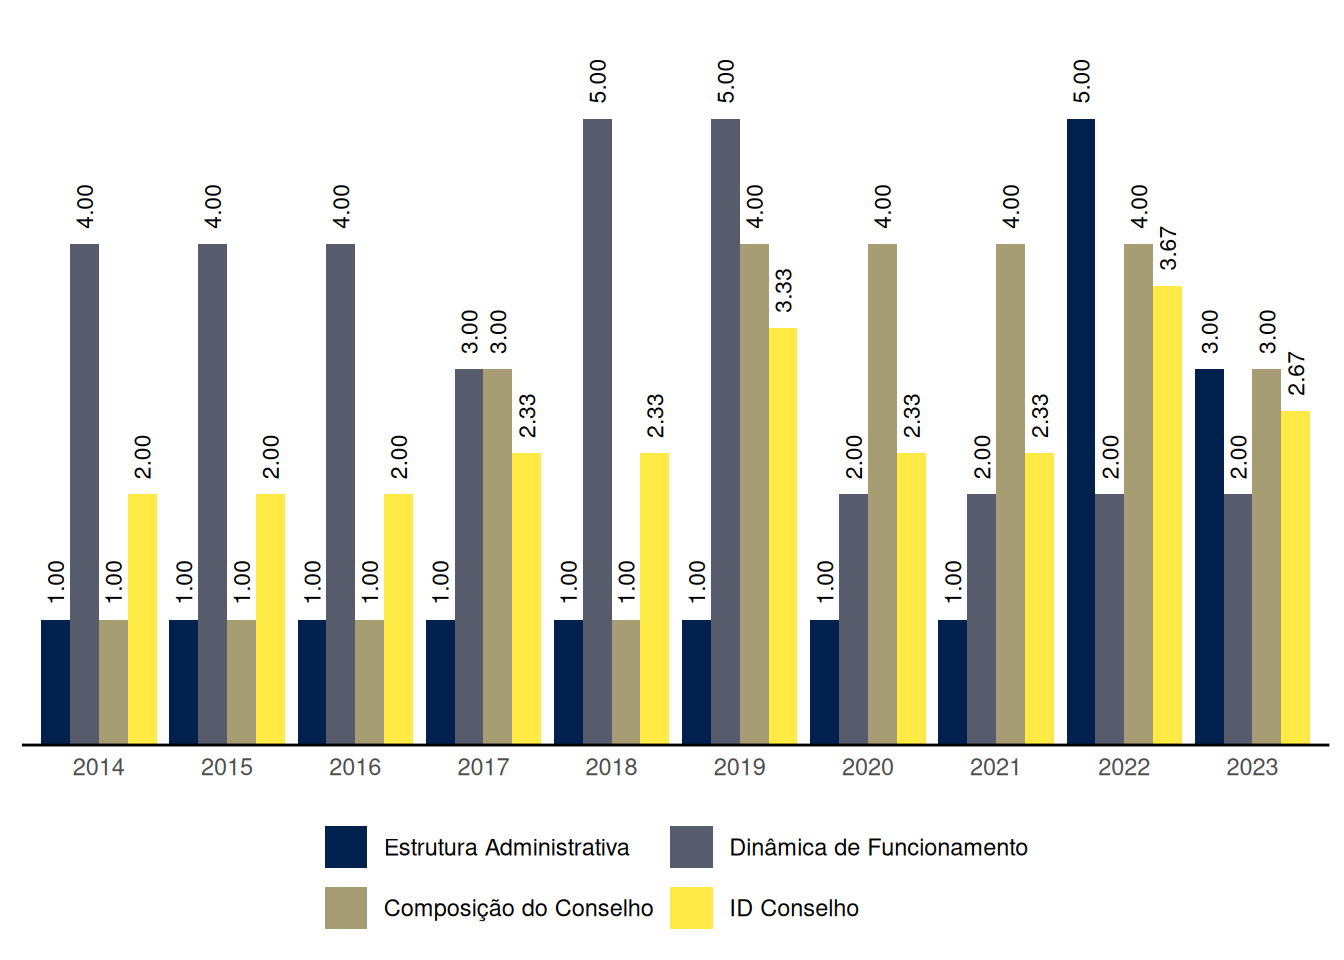 5.00 5.00 5.00
4.00 4.00 4.00 4.00 4.00 4.00 4.00
3.67
3.33
3.00 3.00 3.00 3.00
2.67
2.33 2.33 2.33 2.33
2.00 2.00 2.00 2.00 2.00 2.00 2.00
1.00 1.00 1.00 1.00 1.00 1.00 1.00 1.00 1.00 1.00 1.00 1.00
2014 2015 2016 2017 2018 2019 2020 2021 2022 2023
Estrutura Administrativa Dinâmica de Funcionamento
Composição do Conselho ID Conselho